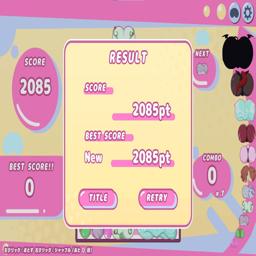 RESULT
SCORE
2085
SCORE
2085pt
NEXT
BEST SCORE
New 2085pt
BEST SCORE!!
0
COMBO
0
TITLE
RETRY